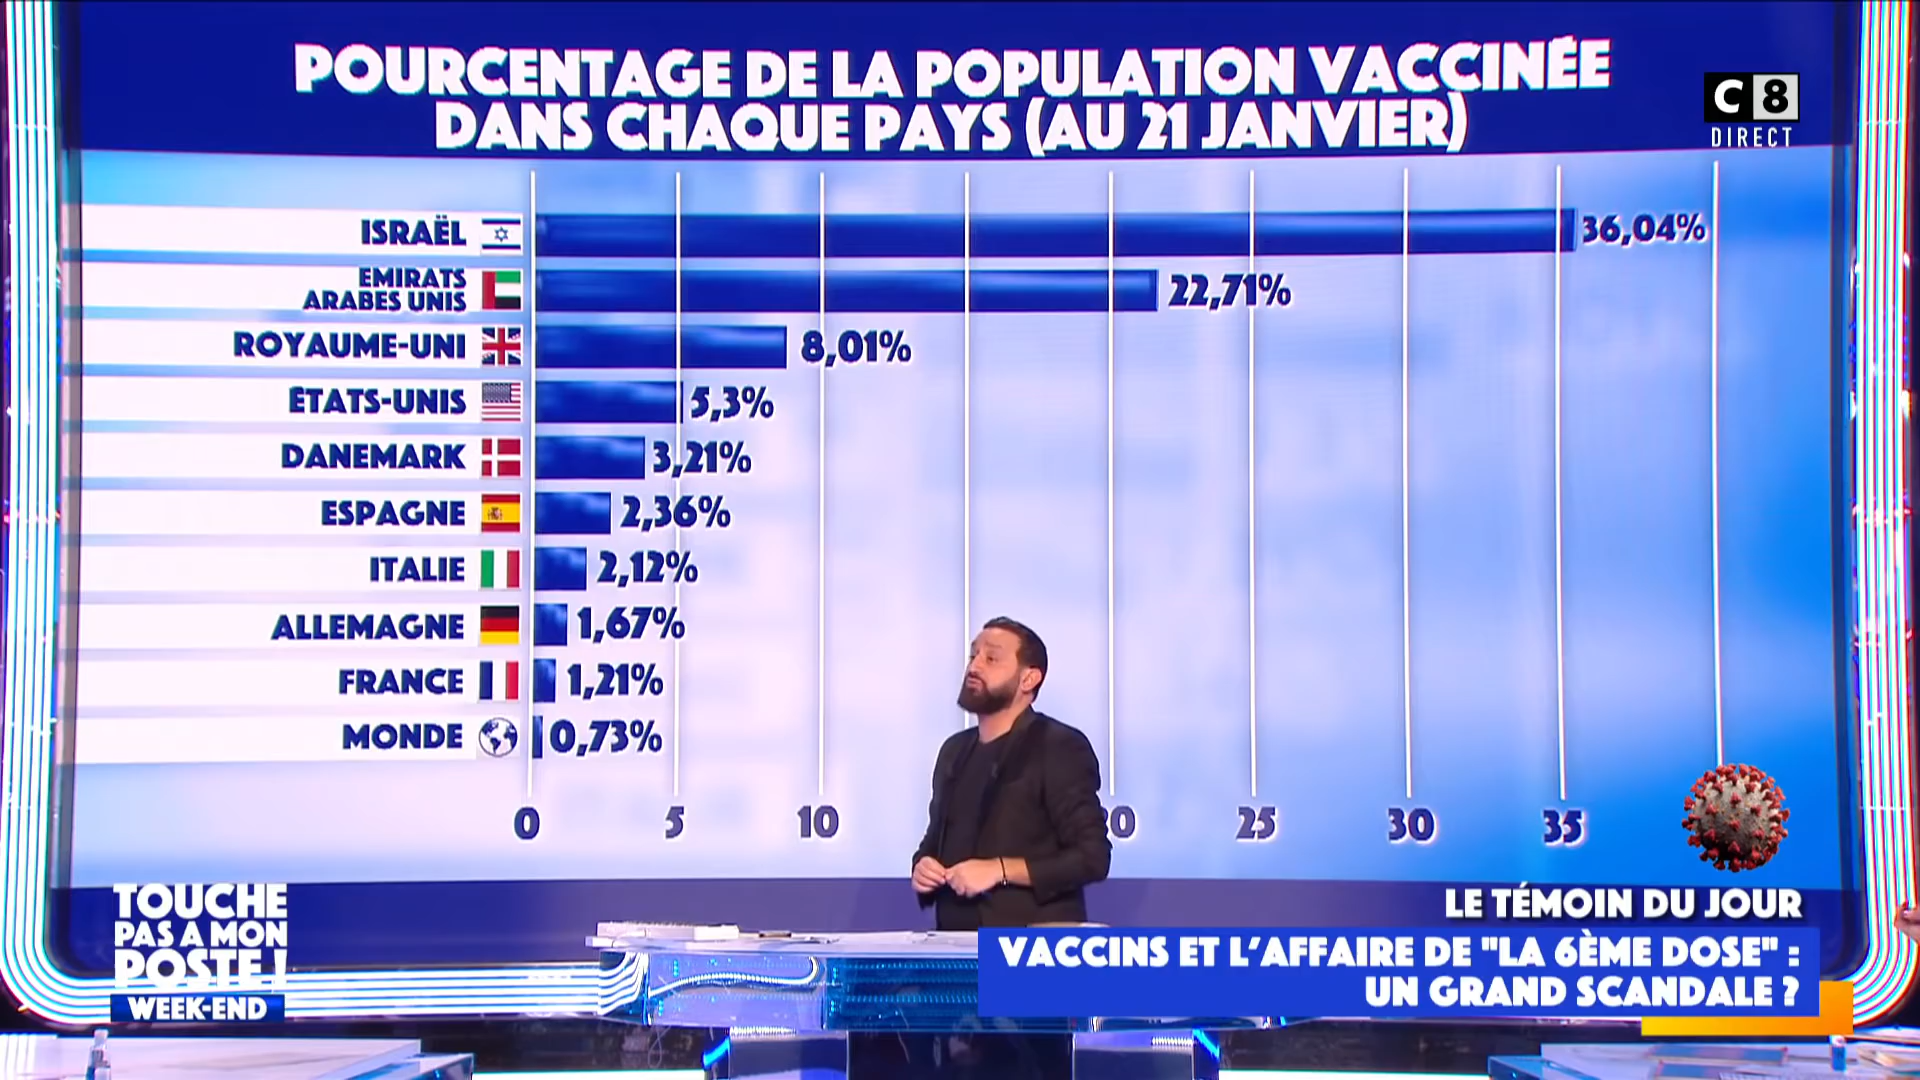 POURCENTAGE DE LA POPULATION VACCINÉE
DANS CHAQUE PAYS (AU 21 JANVIER)
C8
DIRECT
ISRAËL 36,04%
EMIRATS
ARABES UNIS 22,71%
ROYAUME-UNI 8,01%
ÉTATS-UNIS 5,3%
DANEMARK 3,21%
ESPAGNE 2,36%
ITALIE 2,12%
ALLEMAGNE 1,67%
FRANCE 1,21%
MONDE 0,73%
0 5 10 20 25 30 35
TOUCHE
PAS A MON
POSTE !
WEEK-END
LE TÉMOIN DU JOUR
VACCINS ET L'AFFAIRE DE "LA 6ÈME DOSE" :
UN GRAND SCANDALE ?